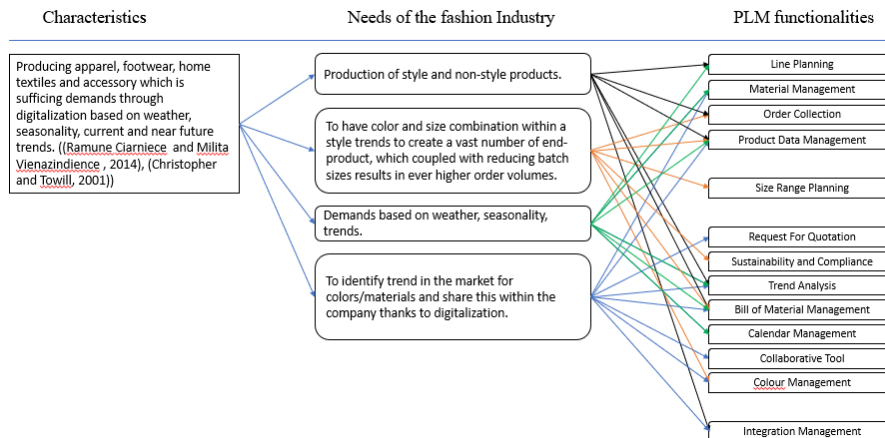 Characteristics
Needs of the fashion Industry
PLM functionalities
Producing apparel, footwear, home
textiles and accessory which is
sufficing demands through
digitalization based on weather,
seasonality, current and near future
trends. ((Ramune Ciarniece and Milita
Vienazindience , 2014), (Christopher
and Towill, 2001))
Production of style and non-style products.
To have color and size combination within a
style trends to create a vast number of end-
product, which coupled with reducing batch
sizes results in ever higher order volumes.
Demands based on weather, seasonality,
trends.
To identify trend in the market for
colors/materials and share this within the
company thanks to digitalization.
Line Planning
Material Management
Order Collection
Product Data Management
Size Range Planning
Request For Quotation
Sustainability and Compliance
Trend Analysis
Bill of Material Management
Calendar Management
Collaborative Tool
Colour Management
Integration Management